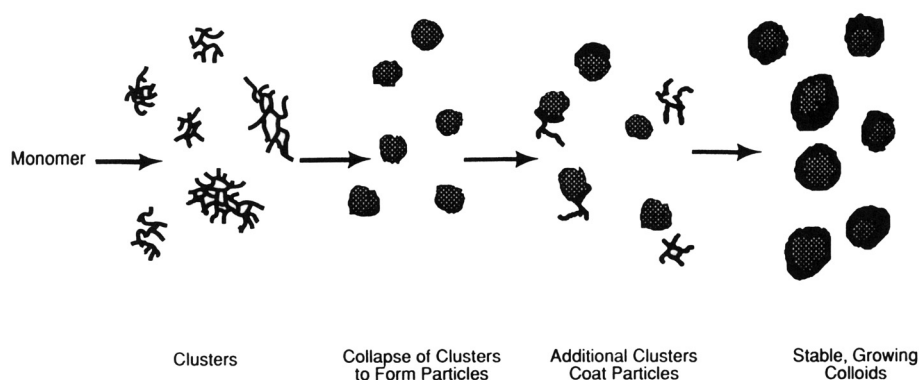 Monomer
Clusters
Collapse of Clusters
to Form Particles
Additional Clusters
Coat Particles
Stable, Growing
Colloids